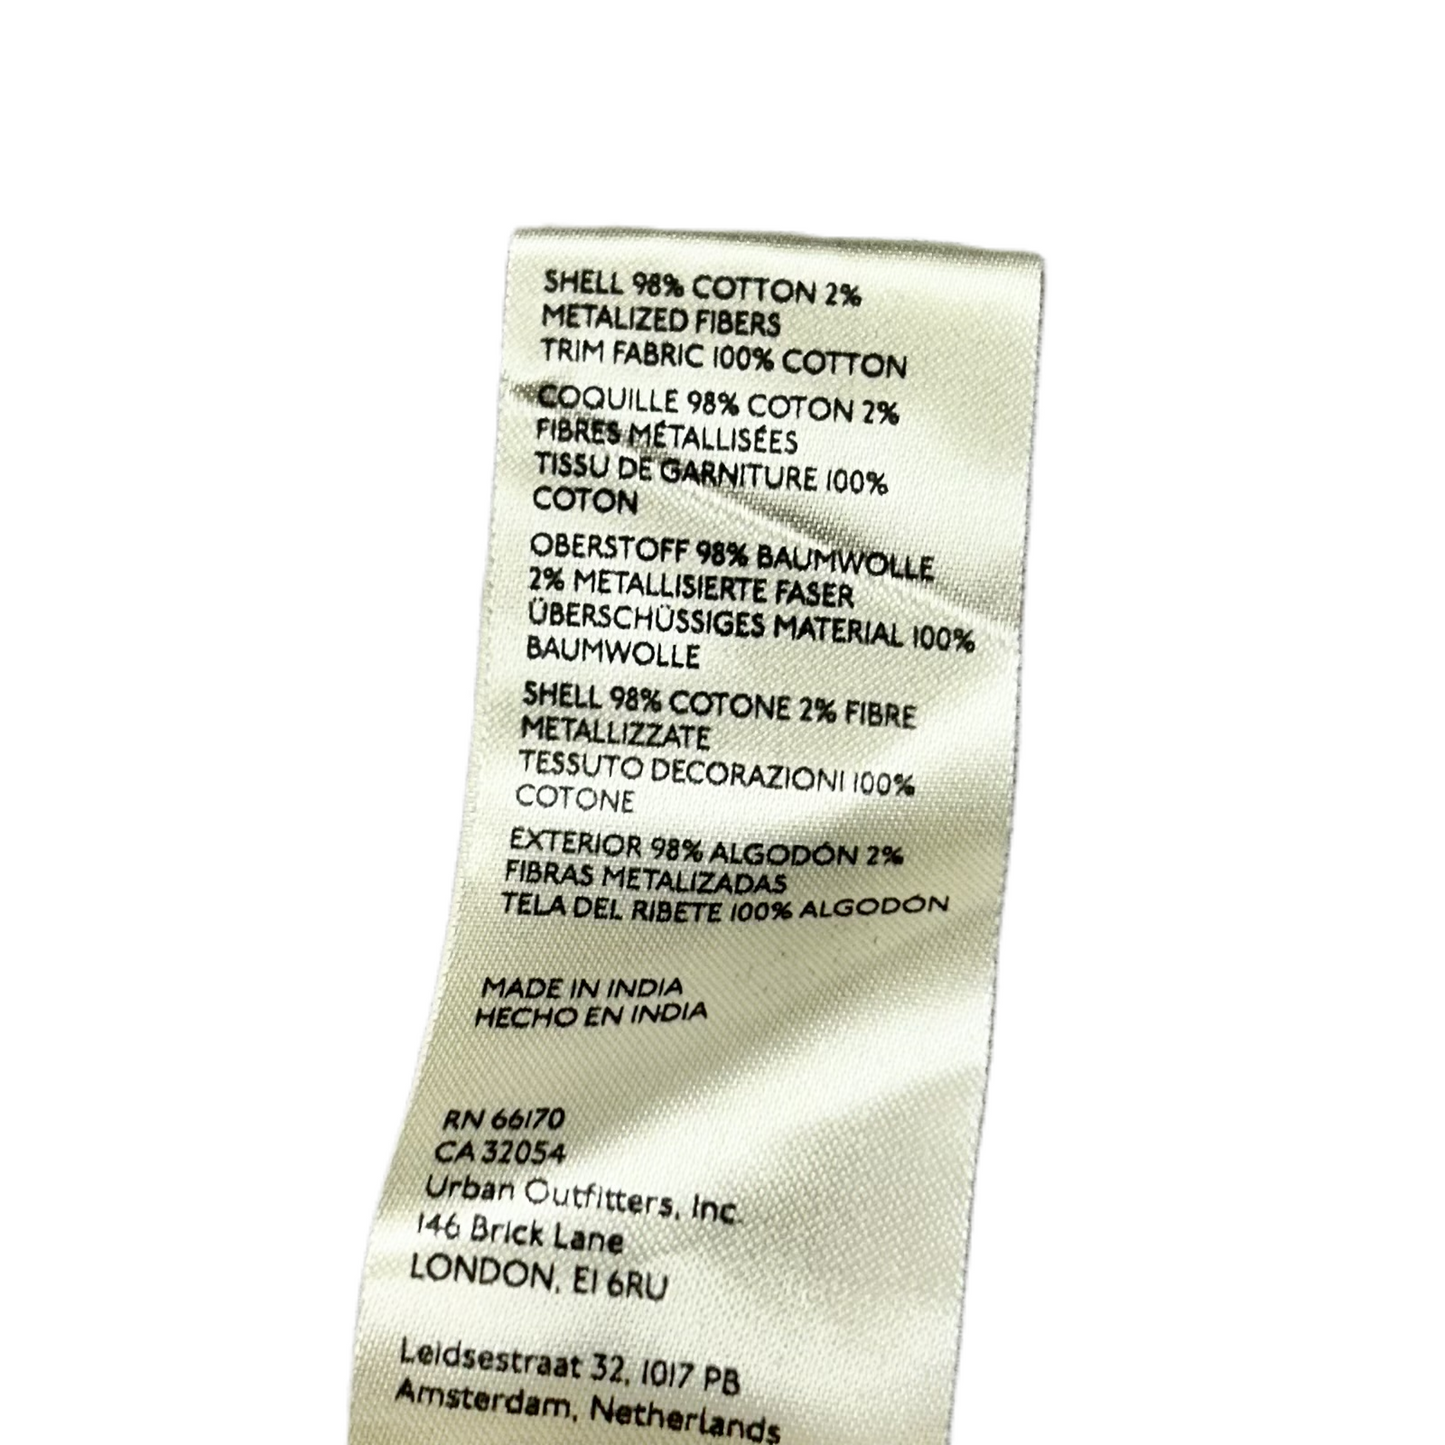 SHELL 98% COTTON 2%
METALIZED FIBERS
TRIM FABRIC 100% COTTON
COQUILLE 98% COTON 2%
FIBRES MÉTALLISÉES
TISSU DE GARNITURE 100%
COTON
OBERSTOFF 98% BAUMWOLLE
2% METALLISIERTE FASER
ÜBERSCHÜSSIGES MATERIAL 100%
BAUMWOLLE
SHELL 98% COTONE 2% FIBRE
METALLIZZATE
TESSUTO DECORAZIONI 100%
COTONE
EXTERIOR 98% ALGODÓN 2%
FIBRAS METALIZADAS
TELA DEL RIBETE 100% ALGODÓN
MADE IN INDIA
HECHO EN INDIA
RN 66170
CA 32054
Urban Outfitters, Inc.
146 Brick Lane
LONDON, E1 6RU
Leidsestraat 32, 1017 PB
Amsterdam, Netherlands